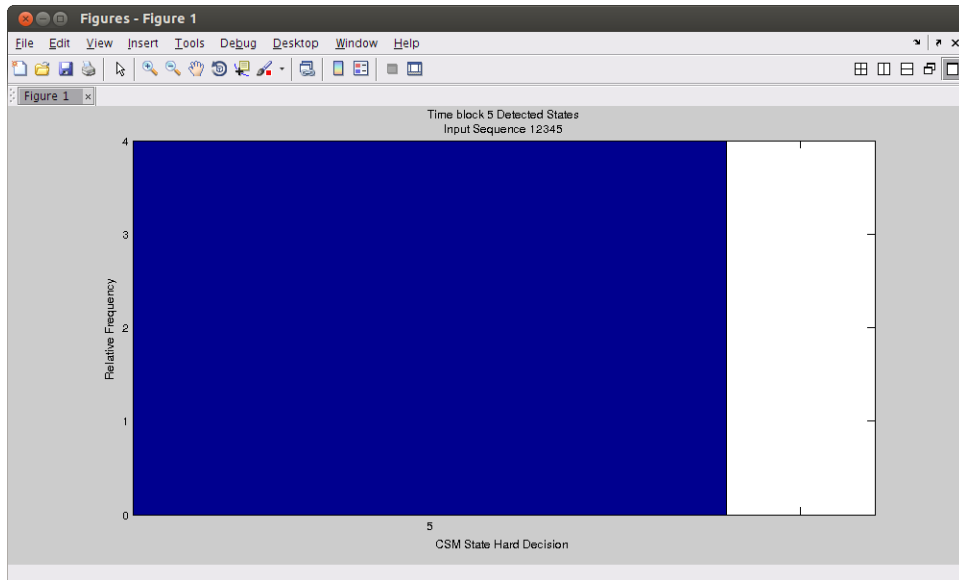 Figures - Figure 1
File Edit View Insert Tools Debug Desktop Window Help
Figure 1
Time block 5 Detected States
Input Sequence 12345
4
3
2
1
0
Relative Frequency
5
CSM State Hard Decision